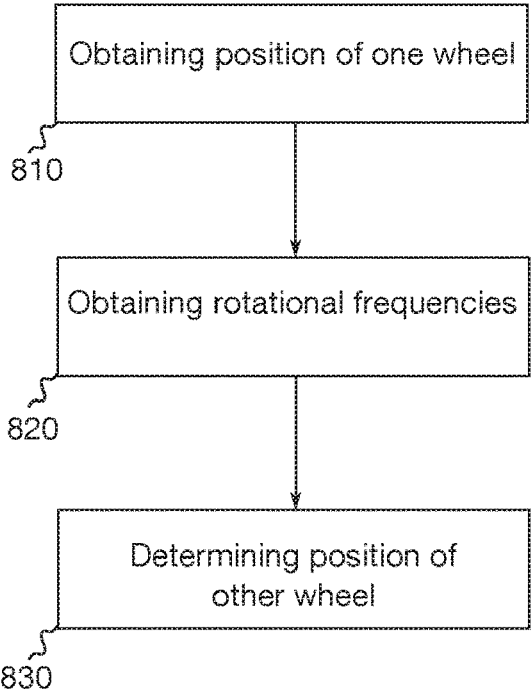 Obtaining position of one wheel
810
Obtaining rotational frequencies
820
Determining position of
other wheel
830